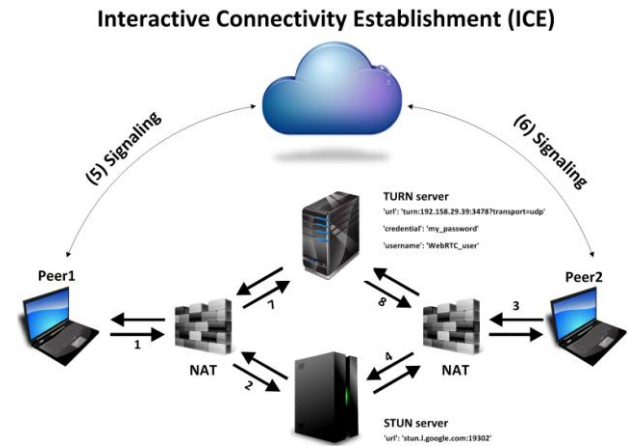 Interactive Connectivity Establishment (ICE)
(5) Signaling
(6) Signaling
TURN server
'url': 'turn:192.158.29.39:3478?transport=udp'
'credential': 'my_password'
'username': 'WebRTC_user'
Peer1
Peer2
1
NAT
7
8
NAT
3
2
4
STUN server
'url': 'stun.l.google.com:19302'